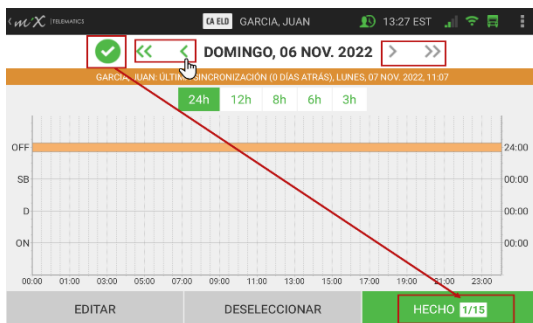 mX TELEMATICS CA ELD GARCIA, JUAN 13:27 EST
<< < DOMINGO, 06 NOV. 2022 > >>
GARCIA, JUAN: ÚLTIMA SINCRONIZACIÓN (0 DÍAS ATRÁS), LUNES, 07 NOV. 2022, 11:07
24h 12h 8h 6h 3h
OFF 24:00
SB 00:00
D 00:00
ON 00:00
00:00 01:00 03:00 05:00 07:00 09:00 11:00 13:00 15:00 17:00 19:00 21:00 23:00
EDITAR DESELECCIONAR HECHO 1/15